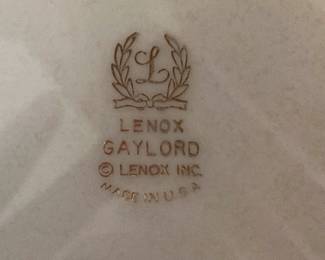 L
LENOX
GAYLORD
© LENOX INC.
MADE IN U.S.A.